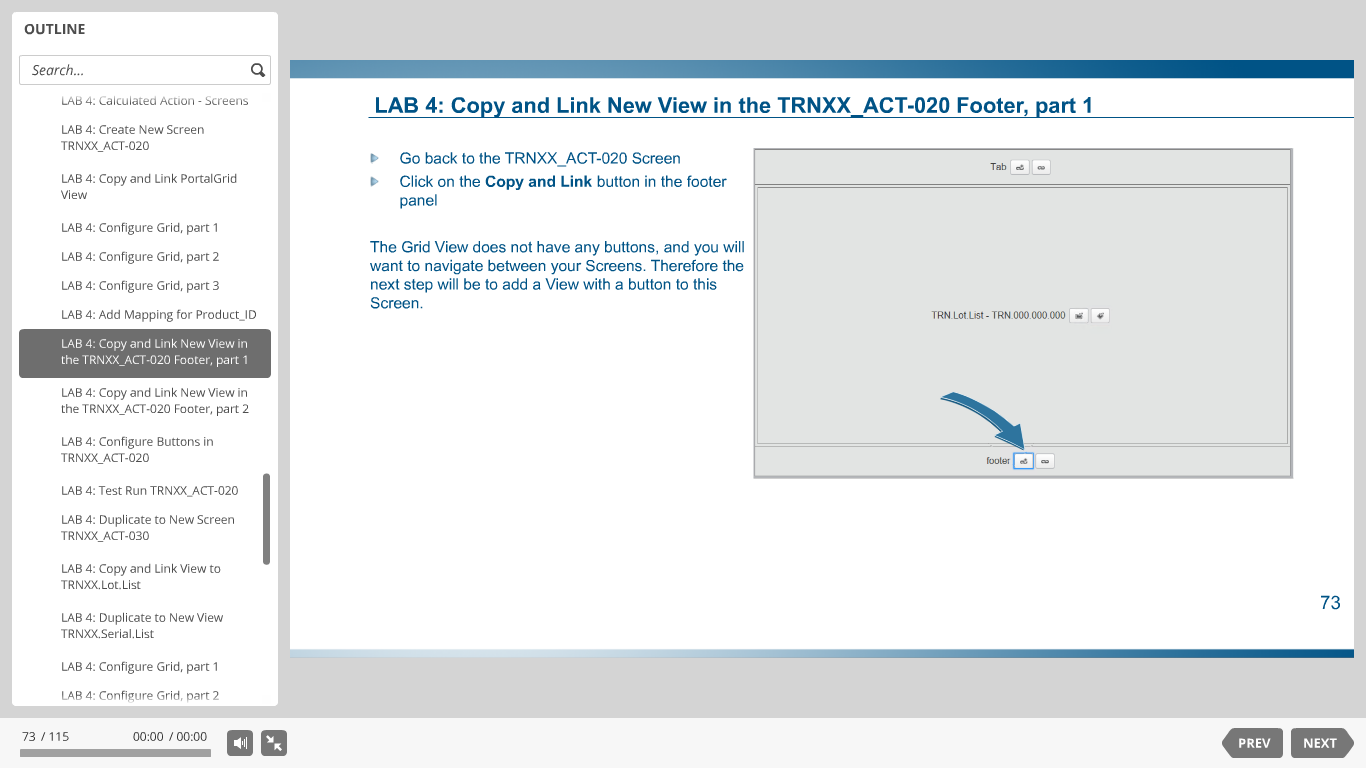 OUTLINE
Search...
LAB 4: Calculated Action - Screens
LAB 4: Create New Screen
TRNXX_ACT-020
LAB 4: Copy and Link PortalGrid
View
LAB 4: Configure Grid, part 1
LAB 4: Configure Grid, part 2
LAB 4: Configure Grid, part 3
LAB 4: Add Mapping for Product_ID
LAB 4: Copy and Link New View in
the TRNXX_ACT-020 Footer, part 1
LAB 4: Copy and Link New View in
the TRNXX_ACT-020 Footer, part 2
LAB 4: Configure Buttons in
TRNXX_ACT-020
LAB 4: Test Run TRNXX_ACT-020
LAB 4: Duplicate to New Screen
TRNXX_ACT-030
LAB 4: Copy and Link View to
TRNXX.Lot.List
LAB 4: Duplicate to New View
TRNXX.Serial.List
LAB 4: Configure Grid, part 1
LAB 4: Configure Grid, part 2
LAB 4: Copy and Link New View in the TRNXX_ACT-020 Footer, part 1
Go back to the TRNXX_ACT-020 Screen
Click on the Copy and Link button in the footer
panel
The Grid View does not have any buttons, and you will
want to navigate between your Screens. Therefore the
next step will be to add a View with a button to this
Screen.
Tab
TRN.Lot.List - TRN.000.000.000
footer
73
73 / 115
00:00 / 00:00
PREV
NEXT